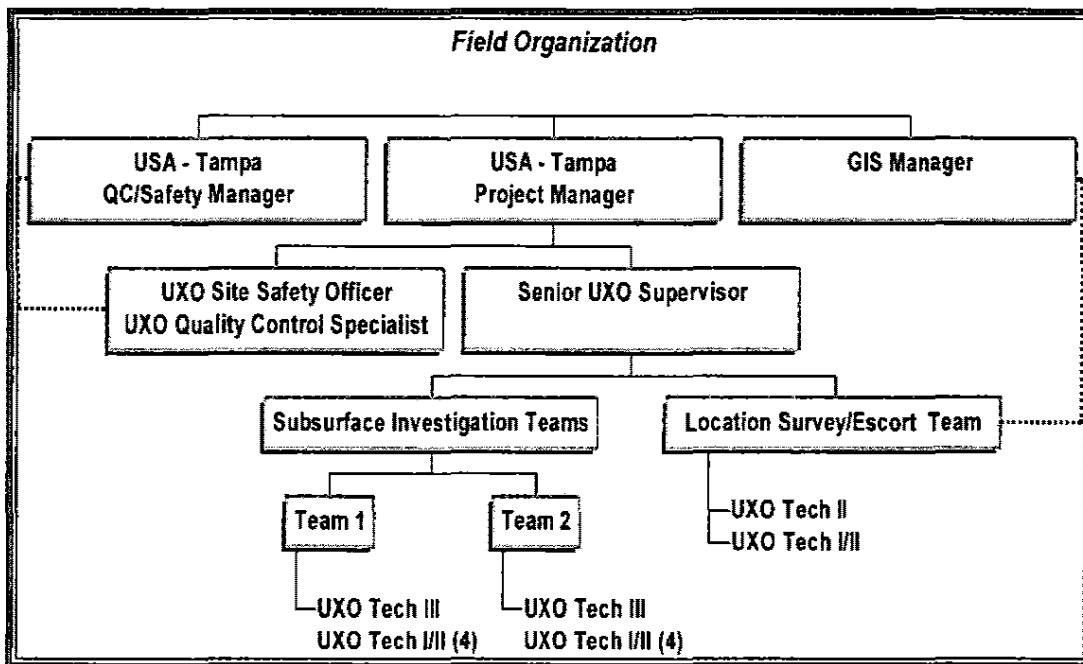 Field Organization
USA - Tampa
QC/Safety Manager
USA - Tampa
Project Manager
GIS Manager
UXO Site Safety Officer
UXO Quality Control Specialist
Senior UXO Supervisor
Subsurface Investigation Teams
Location Survey/Escort Team
Team 1
Team 2
UXO Tech II
UXO Tech I/II
UXO Tech III
UXO Tech I/II (4)
UXO Tech III
UXO Tech I/II (4)